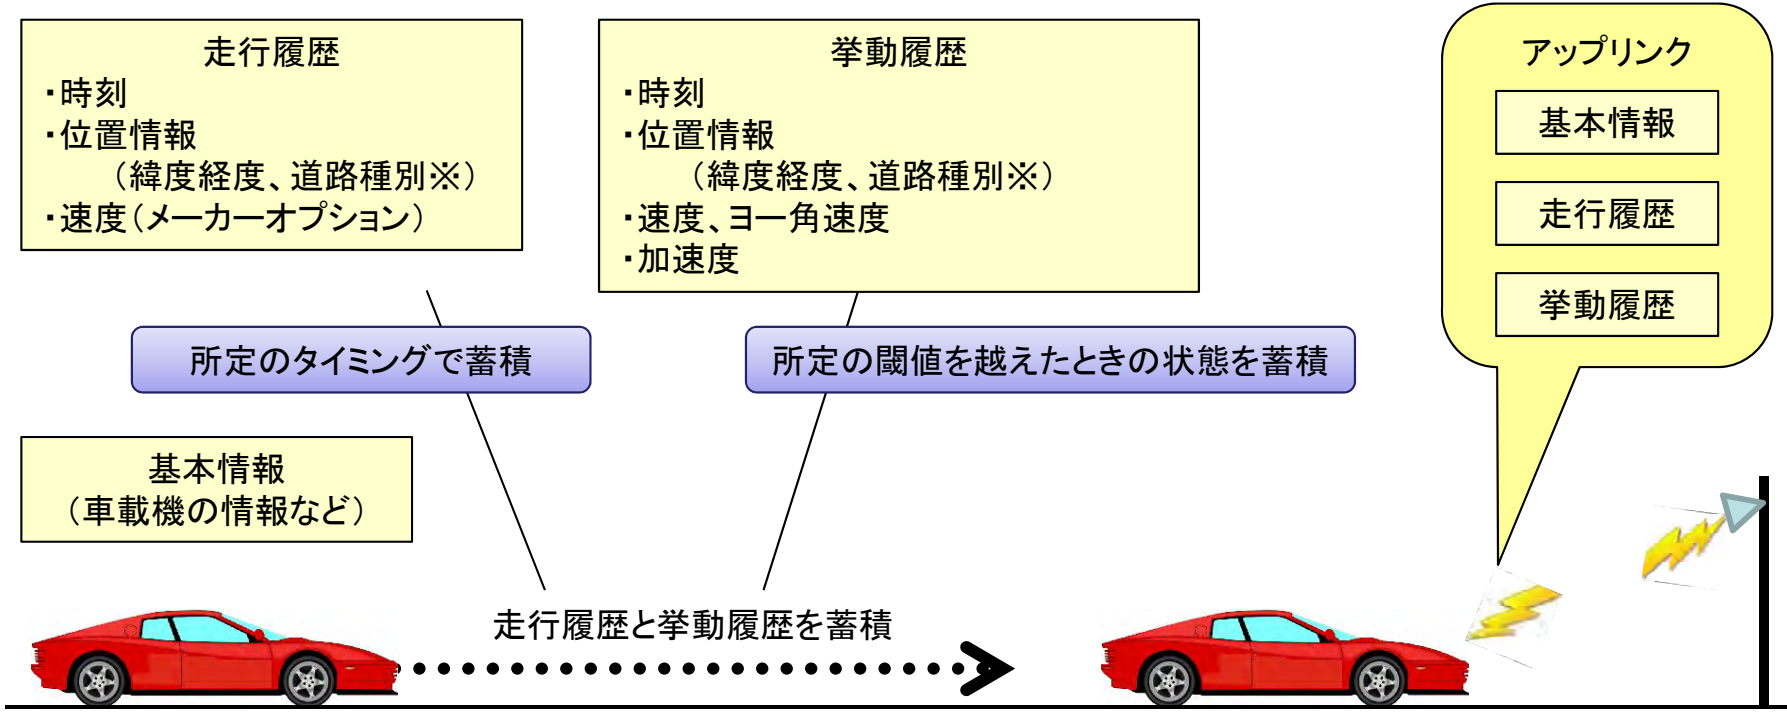 走行履歴
・時刻
・位置情報
（緯度経度、道路種別※）
・速度（メーカーオプション）
挙動履歴
・時刻
・位置情報
（緯度経度、道路種別※）
・速度、ヨー角速度
・加速度
アップリンク
基本情報
走行履歴
挙動履歴
所定のタイミングで蓄積
所定の閾値を越えたときの状態を蓄積
基本情報
（車載機の情報など）
走行履歴と挙動履歴を蓄積